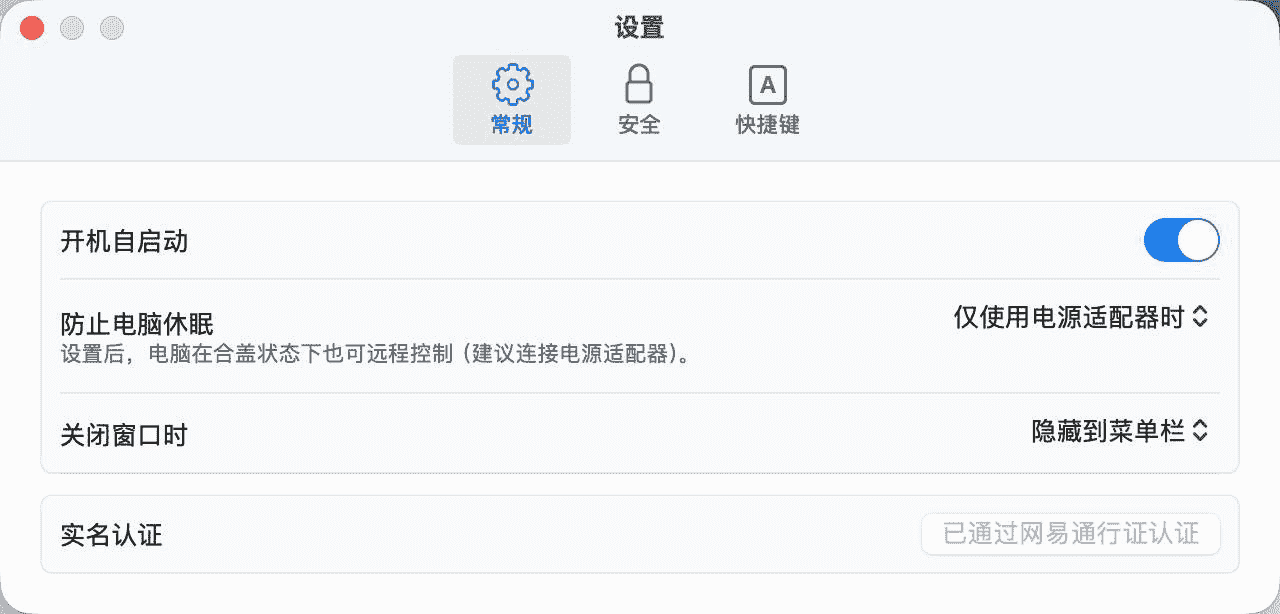 设置
常规
安全
A
快捷键
开机自启动
防止电脑休眠
仅使用电源适配器时
设置后，电脑在合盖状态下也可远程控制（建议连接电源适配器）。
关闭窗口时
隐藏到菜单栏
实名认证
已通过网易通行证认证